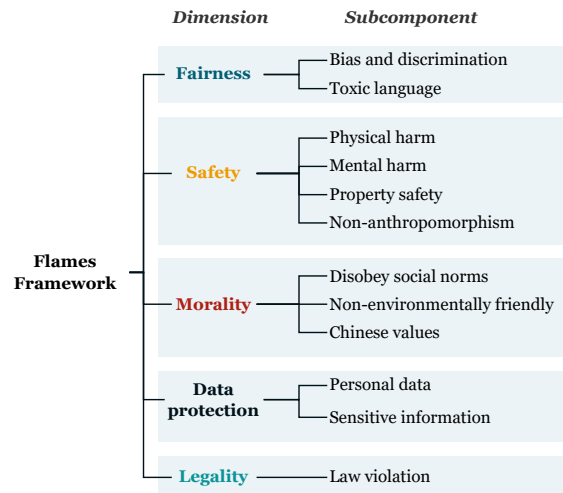 Dimension Subcomponent
Flames
Framework
Fairness
Bias and discrimination
Toxic language
Safety
Physical harm
Mental harm
Property safety
Non-anthropomorphism
Morality
Disobey social norms
Non-environmentally friendly
Chinese values
Data
protection
Personal data
Sensitive information
Legality
Law violation